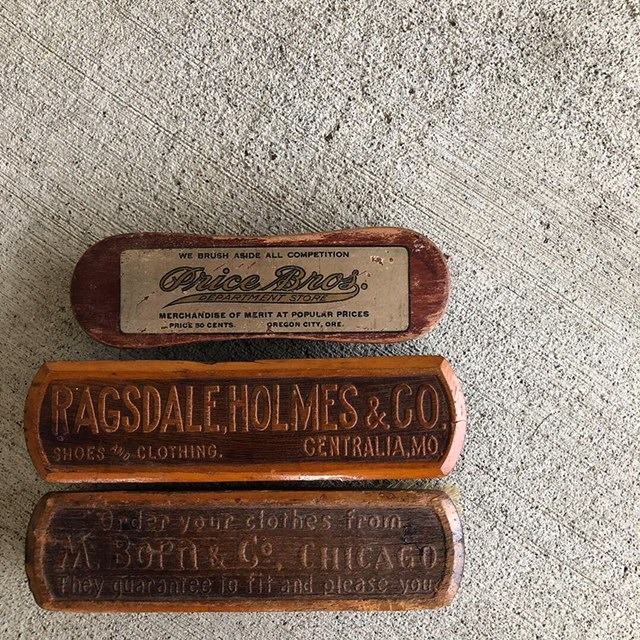 WE BRUSH ASIDE ALL COMPETITION
Price Bros.
DEPARTMENT STORE
MERCHANDISE OF MERIT AT POPULAR PRICES
PRICE 50 CENTS. OREGON CITY, ORE.
RAGSDALE, HOLMES & CO.
SHOES AND CLOTHING. CENTRALIA, MO.
Order your clothes from
M. BORN & Co. CHICAGO
They guarantee to fit and please you